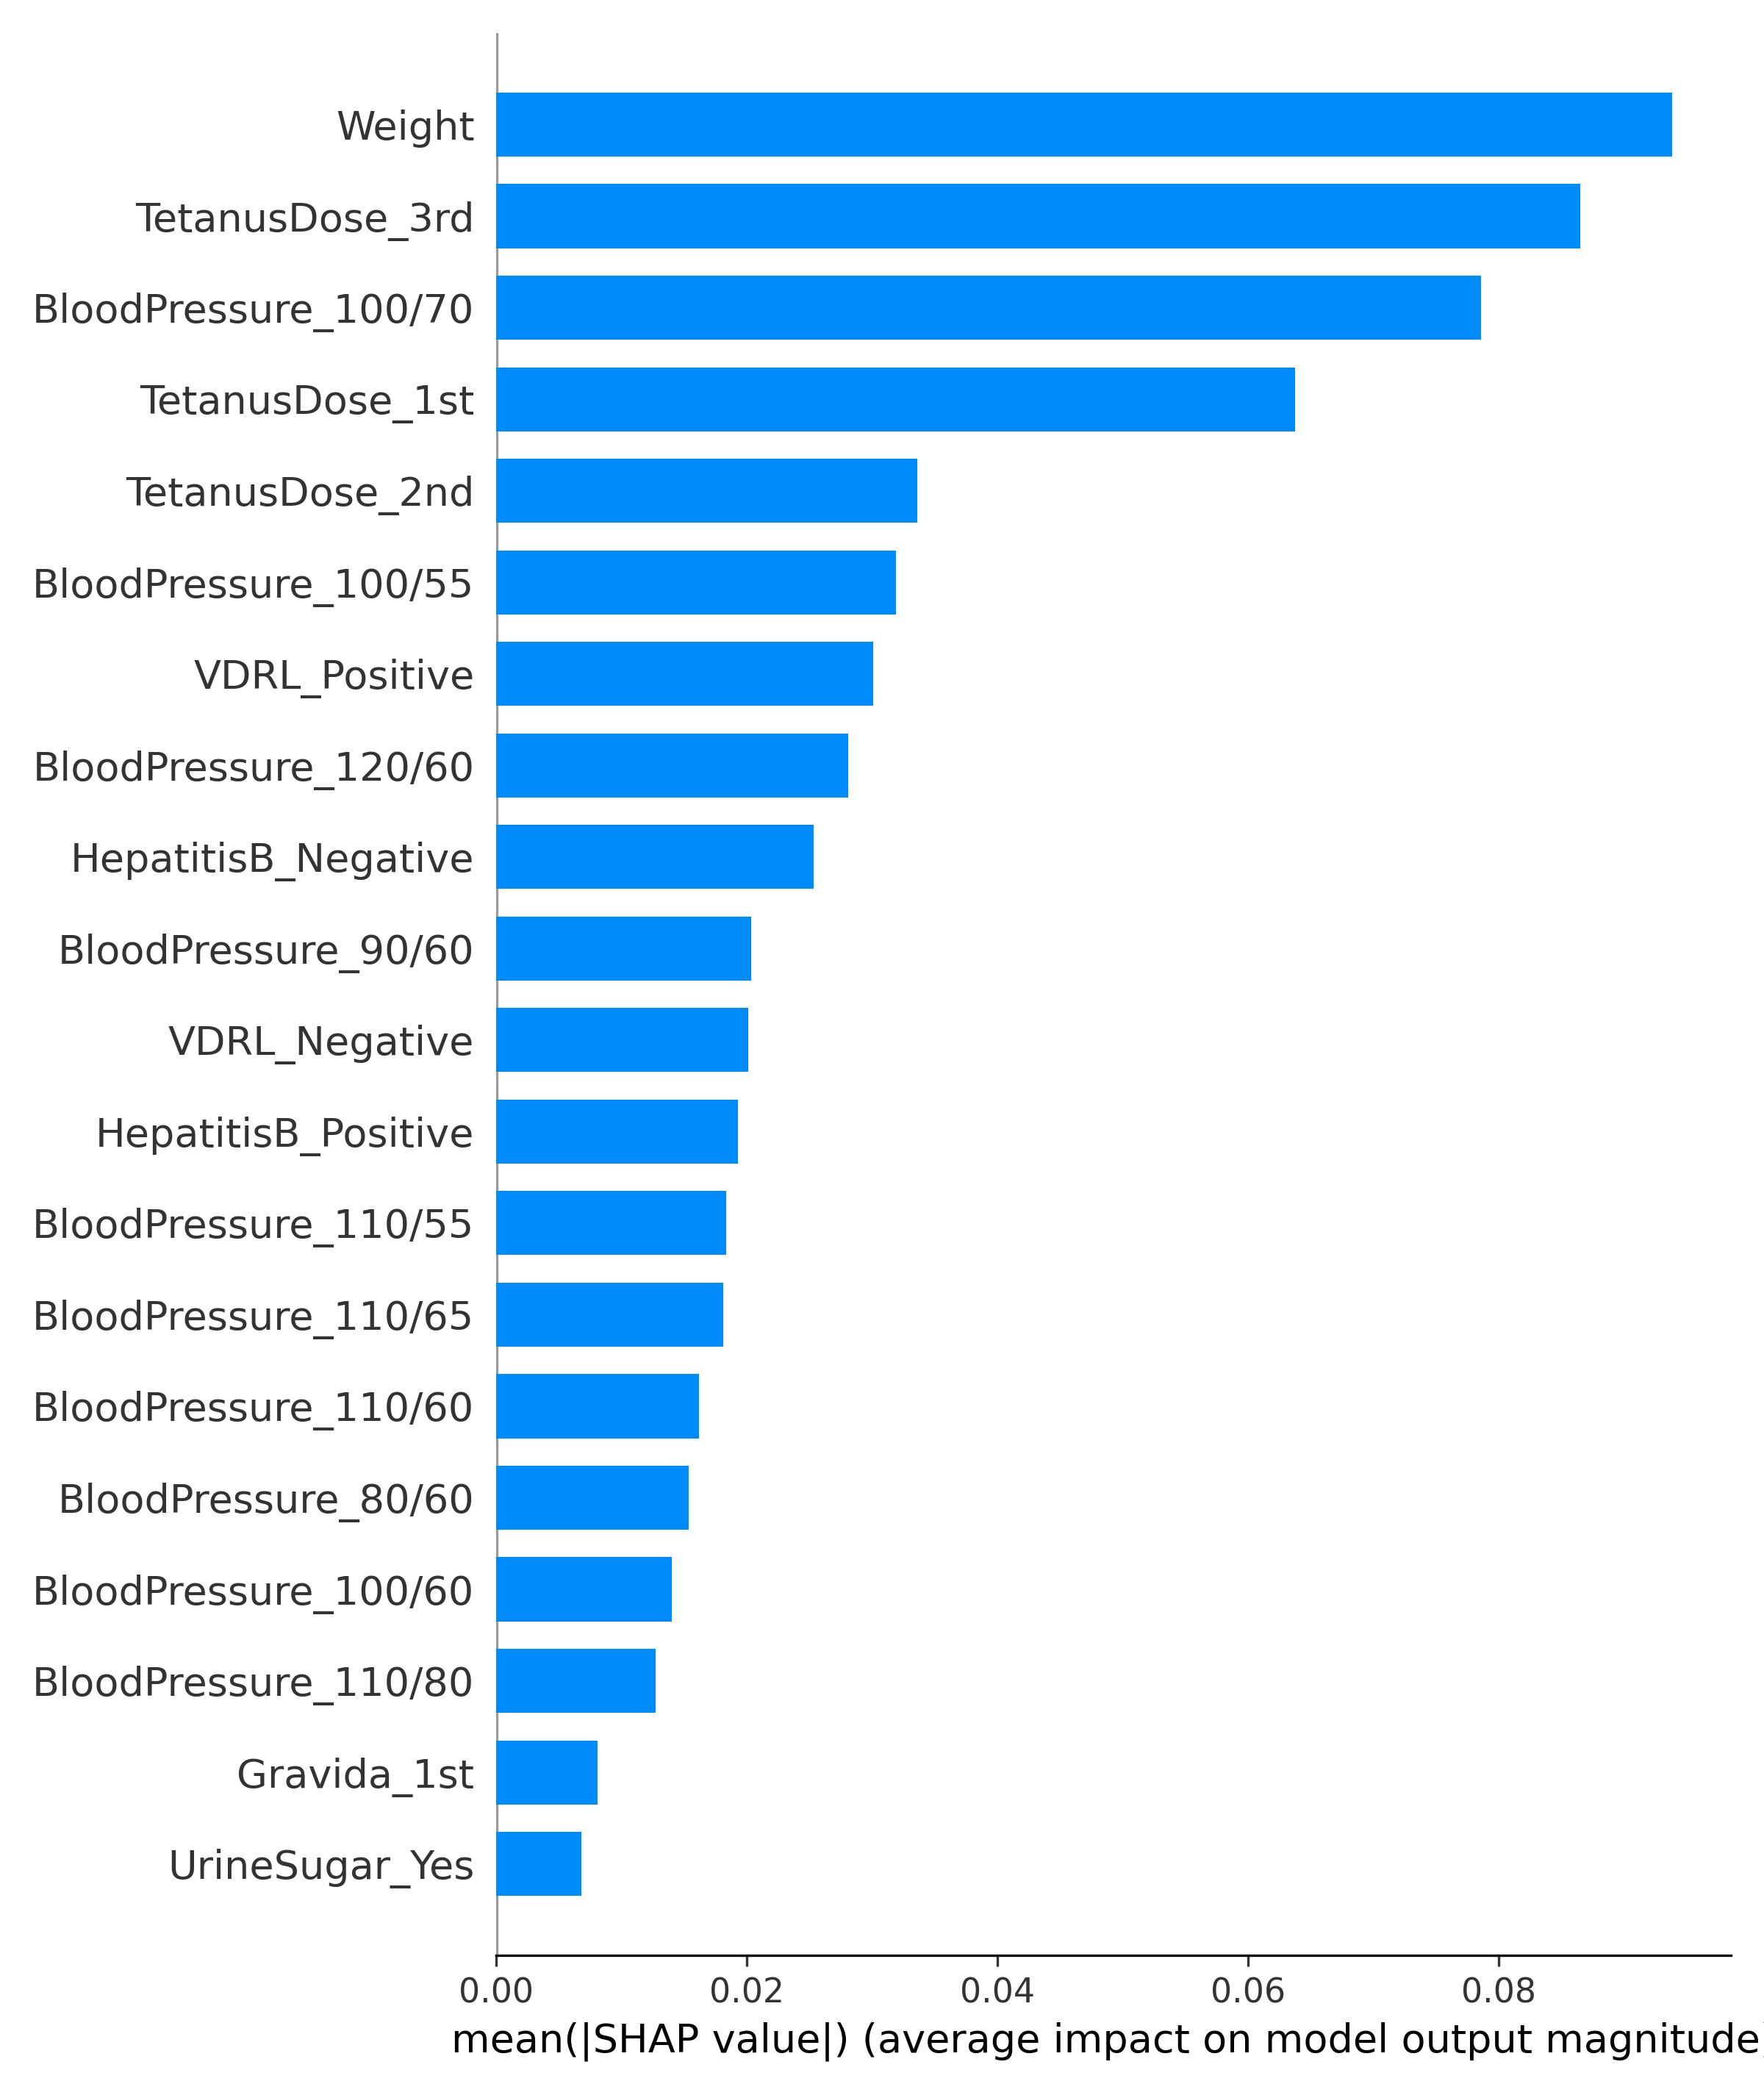 Weight
TetanusDose_3rd
BloodPressure_100/70
TetanusDose_1st
TetanusDose_2nd
BloodPressure_100/55
VDRL_Positive
BloodPressure_120/60
HepatitisB_Negative
BloodPressure_90/60
VDRL_Negative
HepatitisB_Positive
BloodPressure_110/55
BloodPressure_110/65
BloodPressure_110/60
BloodPressure_80/60
BloodPressure_100/60
BloodPressure_110/80
Gravida_1st
UrineSugar_Yes
0.00 0.02 0.04 0.06 0.08
mean(|SHAP value|) (average impact on model output magnitude)